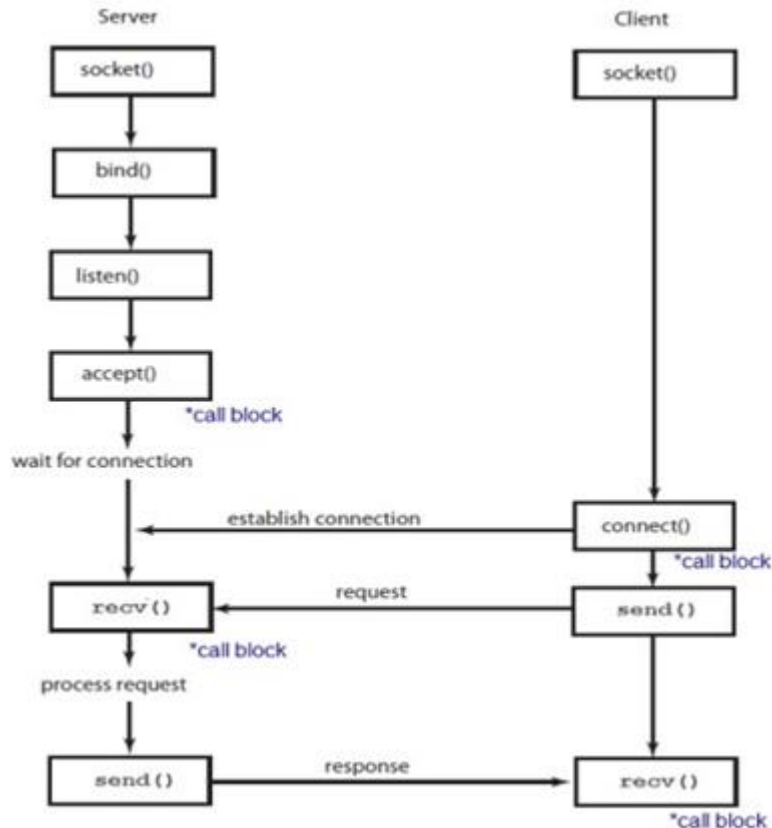 Server
Client
socket()
socket()
bind()
listen()
accept()
*call block
wait for connection
establish connection
connect()
*call block
recv()
request
send()
*call block
process request
send()
response
recv()
*call block